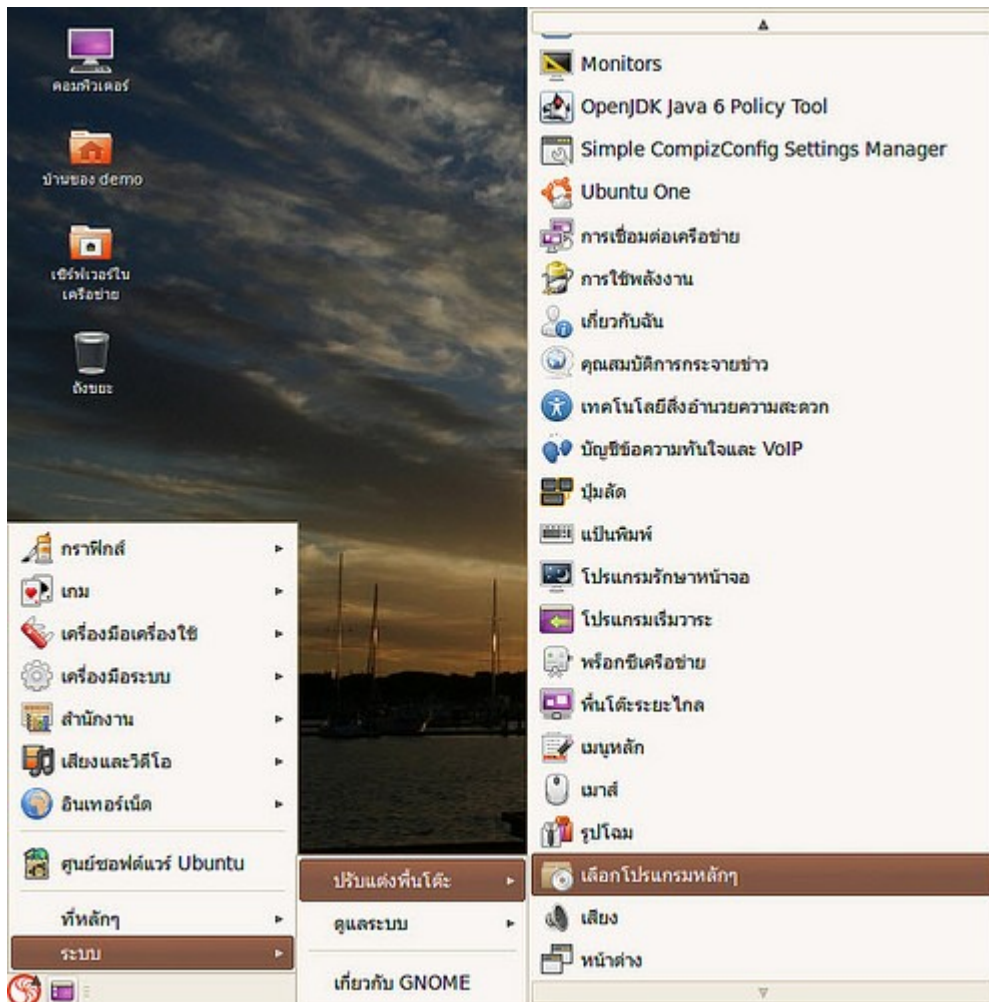 คอมพิวเตอร์
บ้านของ demo
เซิร์ฟเวอร์ใน
เครือข่าย
ถังขยะ
กราฟิกส์
เกม
เครื่องมือเครื่องใช้
เครื่องมือระบบ
สำนักงาน
เสียงและวิดีโอ
อินเทอร์เน็ต
ศูนย์ซอฟต์แวร์ Ubuntu
ที่หลักๆ
ระบบ
ปรับแต่งพื้นโต๊ะ
ดูแลระบบ
เกี่ยวกับ GNOME
Monitors
OpenJDK Java 6 Policy Tool
Simple CompizConfig Settings Manager
Ubuntu One
การเชื่อมต่อเครือข่าย
การใช้พลังงาน
เกี่ยวกับฉัน
คุณสมบัติการกระจายข่าว
เทคโนโลยีสิ่งอำนวยความสะดวก
บัญชีข้อความทันใจและ VoIP
ปุ่มลัด
แป้นพิมพ์
โปรแกรมรักษาหน้าจอ
โปรแกรมเริ่มวาระ
พร็อกซีเครือข่าย
พื้นโต๊ะระยะไกล
เมนูหลัก
เมาส์
รูปโฉม
เลือกโปรแกรมหลักๆ
เสียง
หน้าต่าง